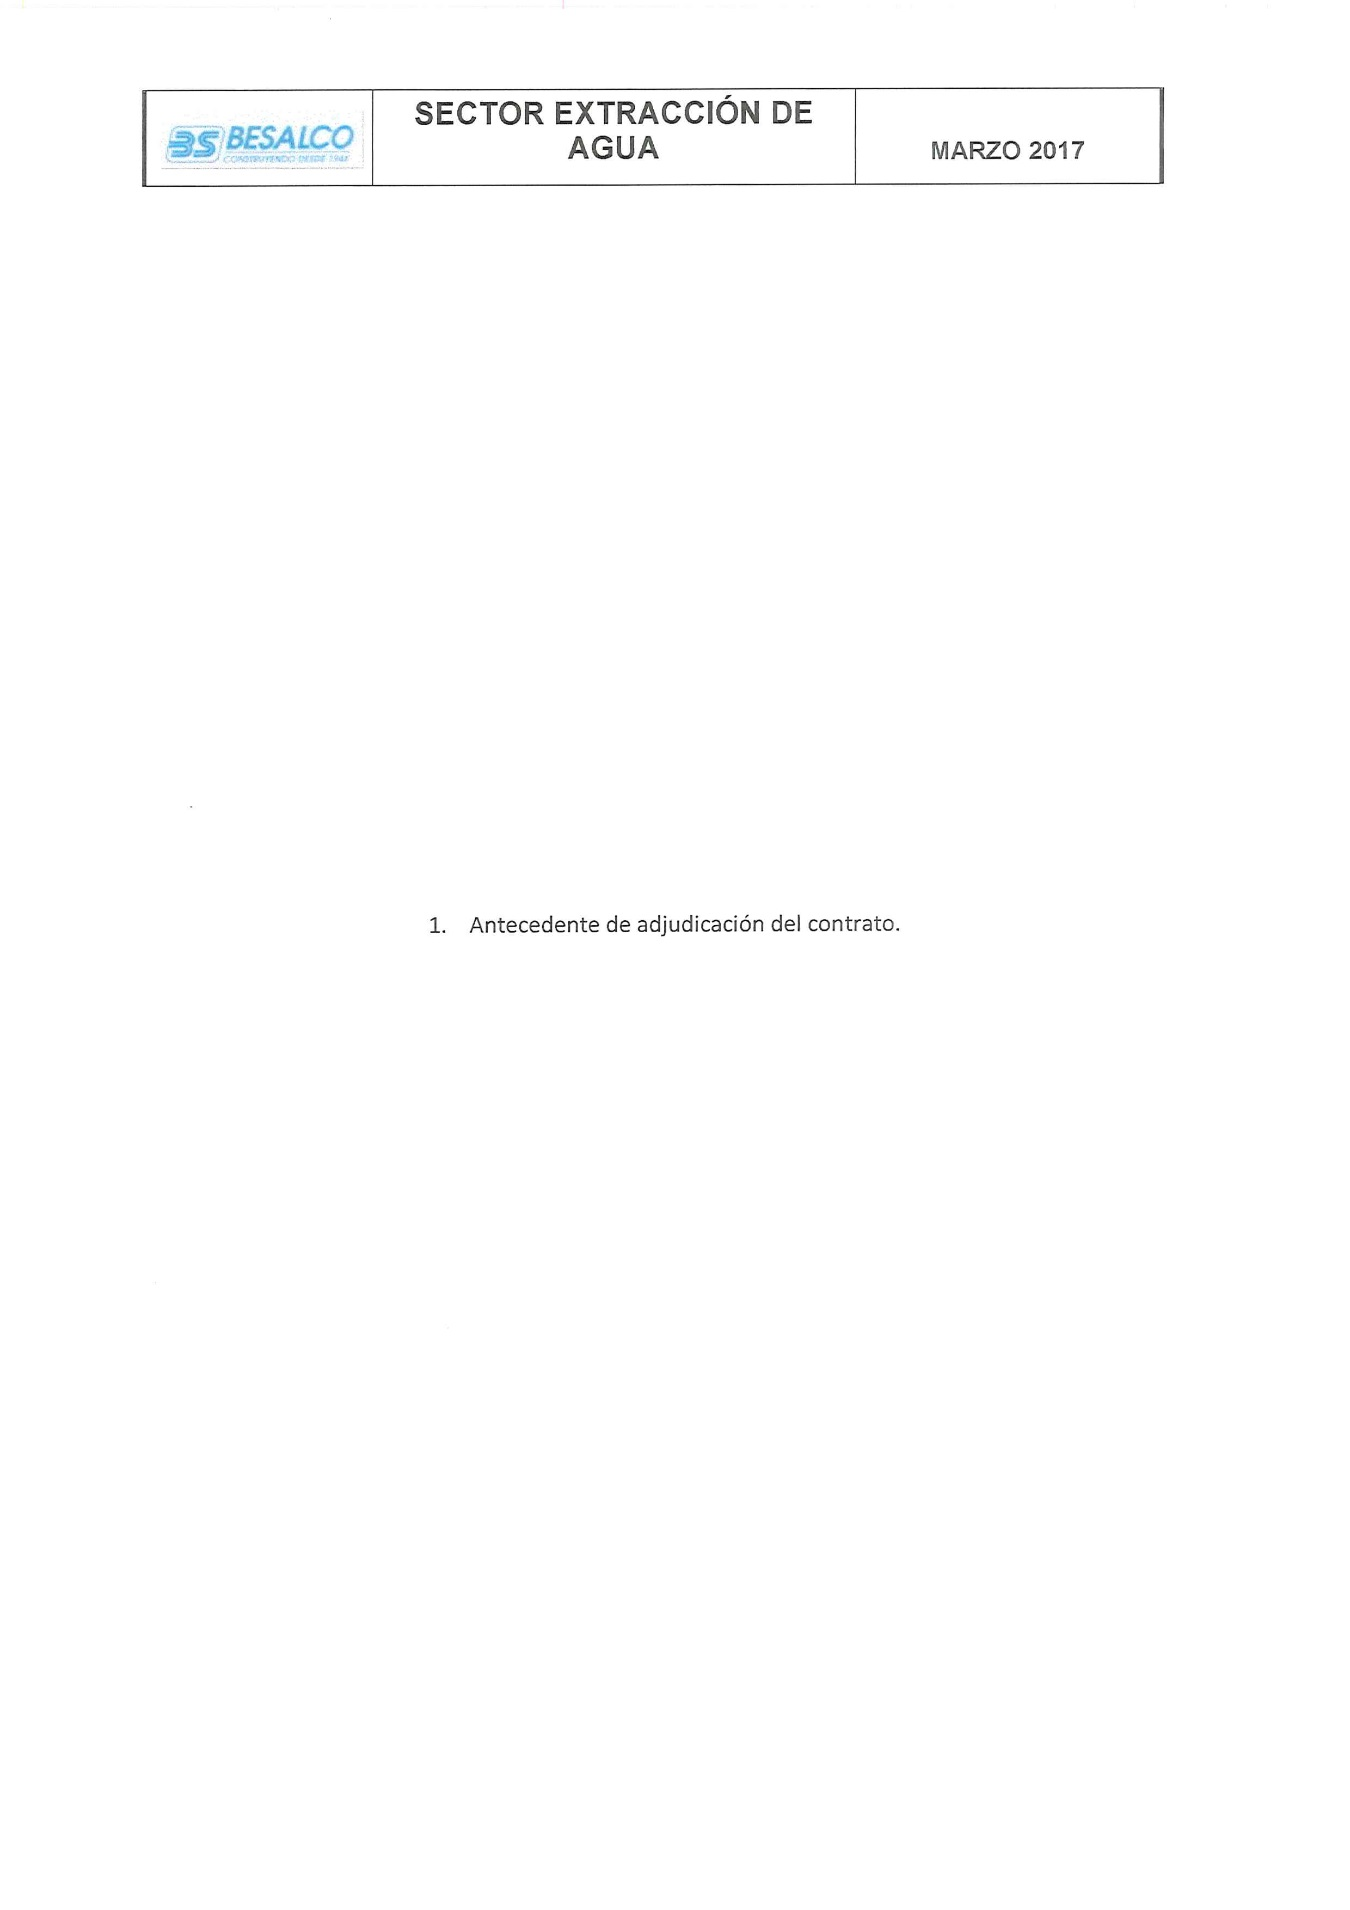 BS BESALCO
CONSTRUYENDO DESDE 1944
SECTOR EXTRACCIÓN DE
AGUA
MARZO 2017
1. Antecedente de adjudicación del contrato.